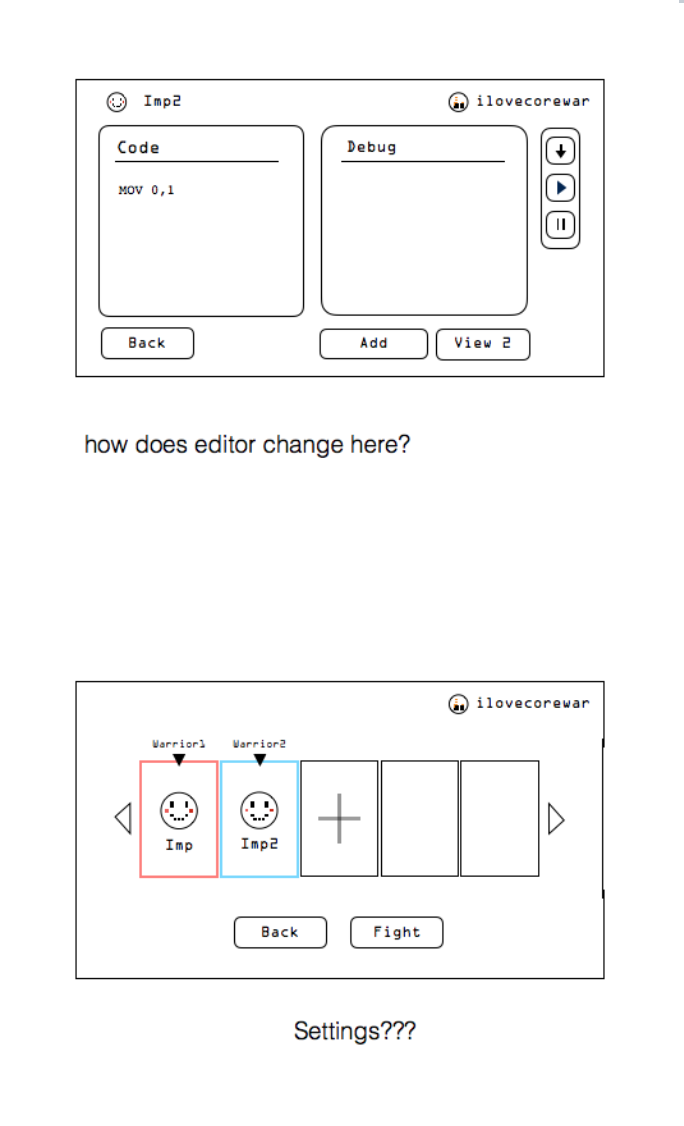 Imp2 ilovecorewar
Code Debug
MOV 0,1
Back Add View 2
how does editor change here?
ilovecorewar
Warrior1 Warrior2
Imp Imp2
Back Fight
Settings???